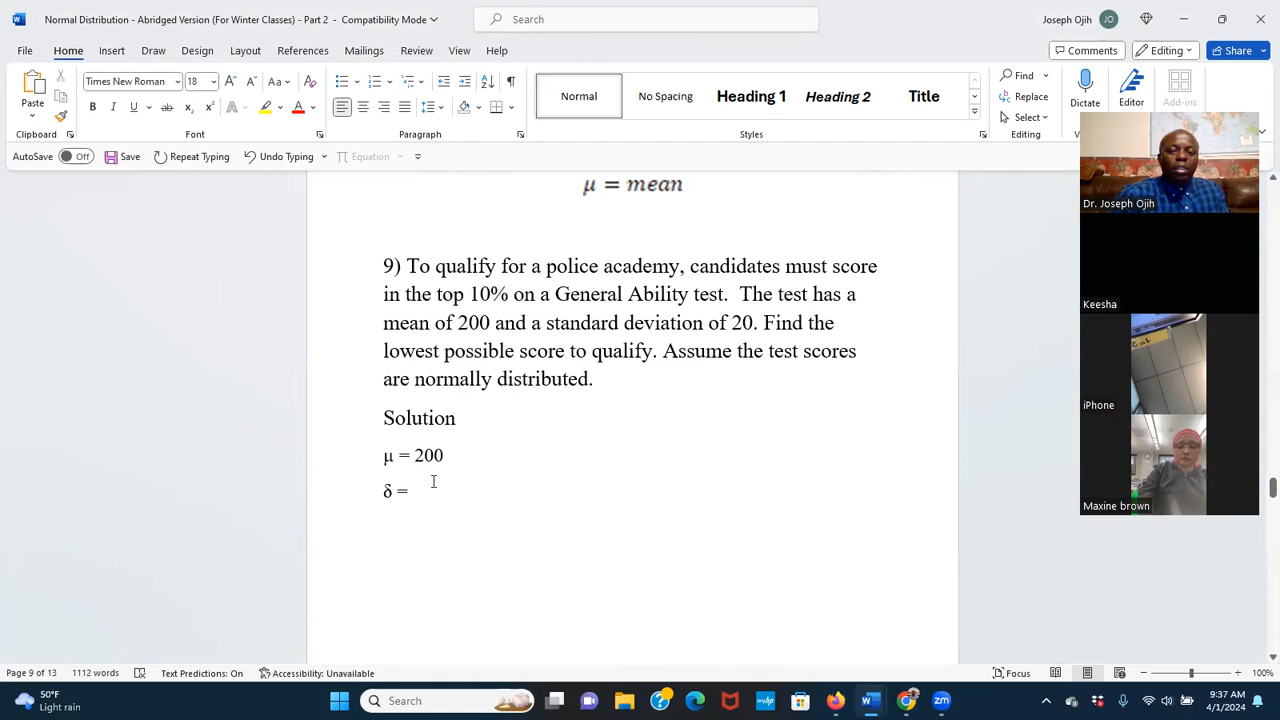 Normal Distribution - Abridged Version (For Winter Classes) - Part 2 - Compatibility Mode
Search
Joseph Ojih
JO
File
Home
Insert
Draw
Design
Layout
References
Mailings
Review
View
Help
Comments
Editing
Share
Paste
Clipboard
Times New Roman
18
Font
Paragraph
Normal
No Spacing
Heading 1
Heading 2
Title
Styles
Find
Replace
Select
Editing
Dictate
Editor
Add-ins
AutoSave
Off
Save
Repeat Typing
Undo Typing
Equation
μ = mean
9) To qualify for a police academy, candidates must score
in the top 10% on a General Ability test. The test has a
mean of 200 and a standard deviation of 20. Find the
lowest possible score to qualify. Assume the test scores
are normally distributed.
Solution
μ = 200
δ =
Dr. Joseph Ojih
Keesha
iPhone
Maxine brown
Page 9 of 13
1112 words
Text Predictions: On
Accessibility: Unavailable
Focus
100%
50°F
Light rain
Search
9:37 AM
4/1/2024